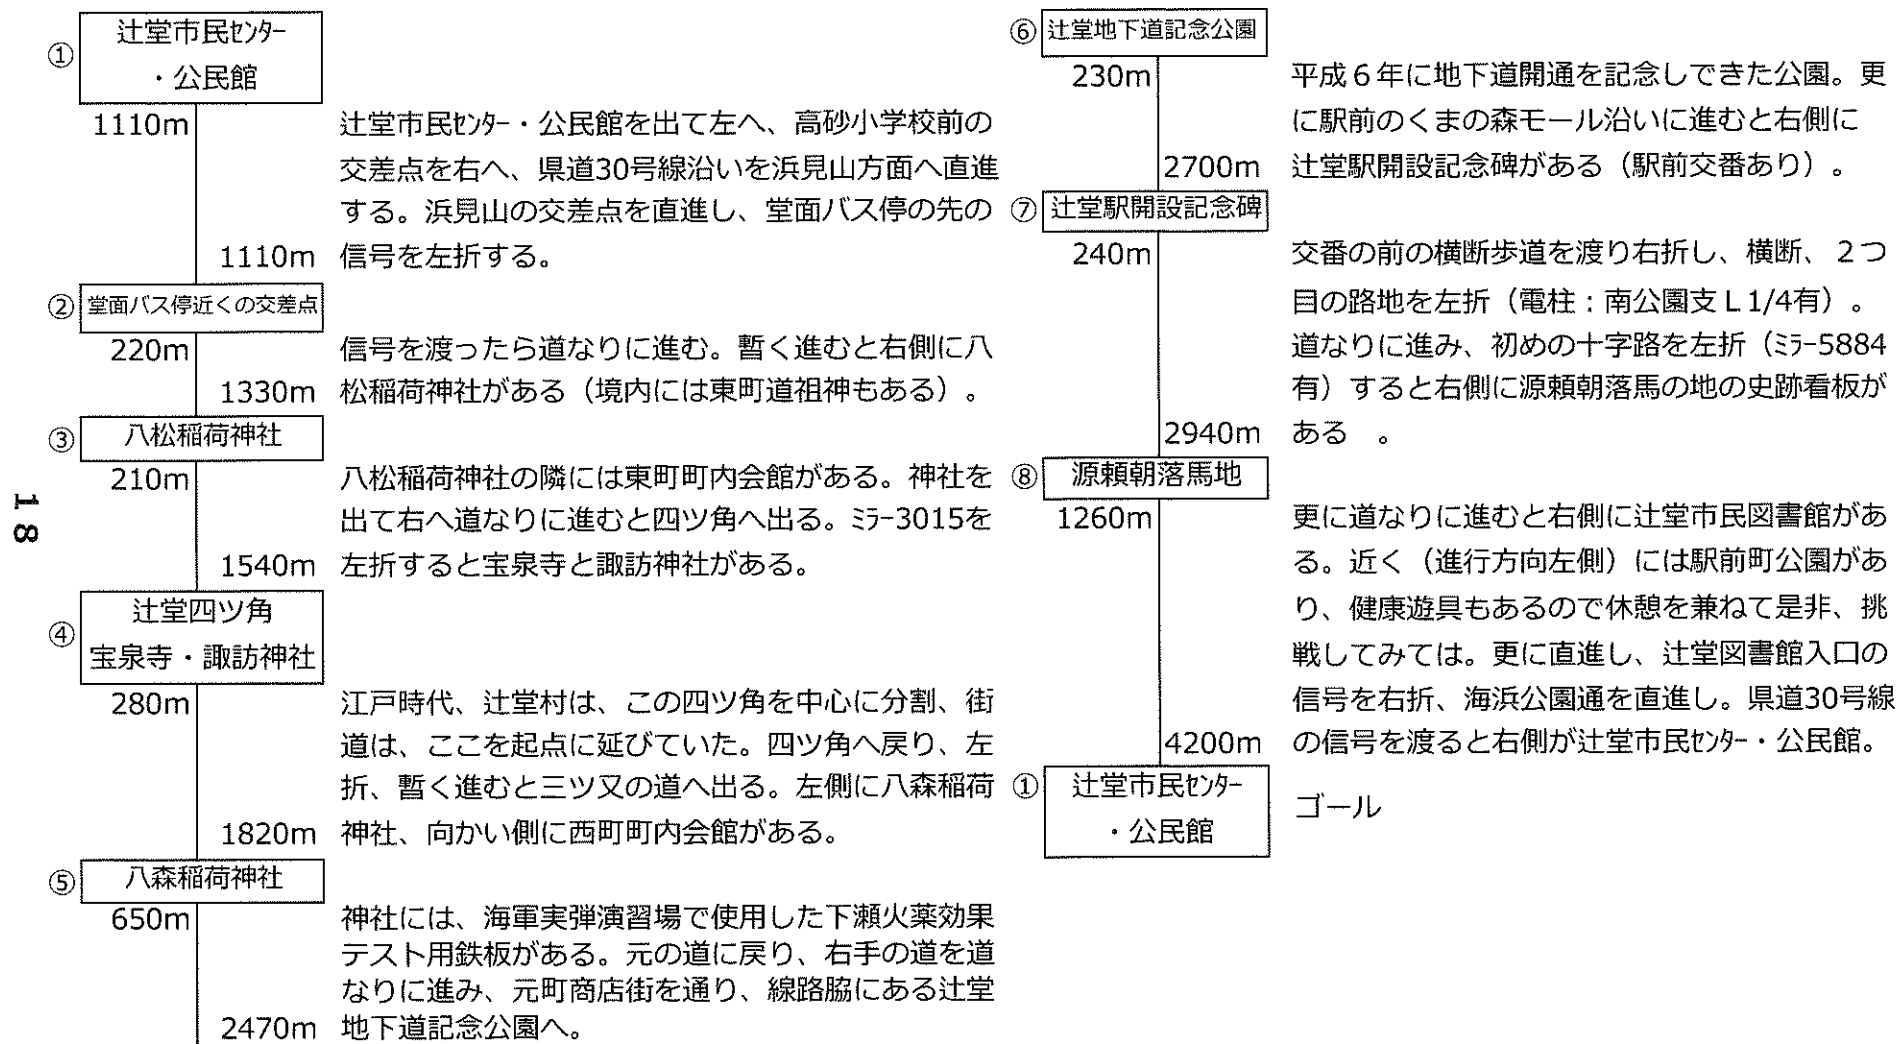 ① 辻堂市民ｾﾝﾀｰ
・公民館
1110m
辻堂市民ｾﾝﾀｰ・公民館を出て左へ、高砂小学校前の
交差点を右へ、県道30号線沿いを浜見山方面へ直進
する。浜見山の交差点を直進し、堂面バス停の先の
1110m 信号を左折する。
② 堂面バス停近くの交差点
220m 信号を渡ったら道なりに進む。暫く進むと右側に八
1330m 松稲荷神社がある（境内には東町道祖神もある）。
③ 八松稲荷神社
210m 八松稲荷神社の隣には東町町内会館がある。神社を
出て右へ道なりに進むと四ツ角へ出る。ﾐﾗｰ3015を
1540m 左折すると宝泉寺と諏訪神社がある。
④ 辻堂四ツ角
宝泉寺・諏訪神社
280m 江戸時代、辻堂村は、この四ツ角を中心に分割、街
道は、ここを起点に延びていた。四ツ角へ戻り、左
折、暫く進むと三ツ又の道へ出る。左側に八森稲荷
1820m 神社、向かい側に西町町内会館がある。
⑤ 八森稲荷神社
650m 神社には、海軍実弾演習場で使用した下瀬火薬効果
テスト用鉄板がある。元の道に戻り、右手の道を道
なりに進み、元町商店街を通り、線路脇にある辻堂
2470m 地下道記念公園へ。
⑥ 辻堂地下道記念公園
230m 平成６年に地下道開通を記念しできた公園。更
に駅前のくまの森モール沿いに進むと右側に
2700m 辻堂駅開設記念碑がある（駅前交番あり）。
⑦ 辻堂駅開設記念碑
240m 交番の前の横断歩道を渡り右折し、横断、２つ
目の路地を左折（電柱：南公園支Ｌ1/4有）。
道なりに進み、初めの十字路を左折（ﾐﾗｰ5884
有）すると右側に源頼朝落馬の地の史跡看板が
2940m ある　。
⑧ 源頼朝落馬地
1260m 更に道なりに進むと右側に辻堂市民図書館があ
る。近く（進行方向左側）には駅前町公園があ
り、健康遊具もあるので休憩を兼ねて是非、挑
戦してみては。更に直進し、辻堂図書館入口の
信号を右折、海浜公園通を直進し。県道30号線
4200m の信号を渡ると右側が辻堂市民ｾﾝﾀｰ・公民館。
① 辻堂市民ｾﾝﾀｰ
・公民館
ゴール
18